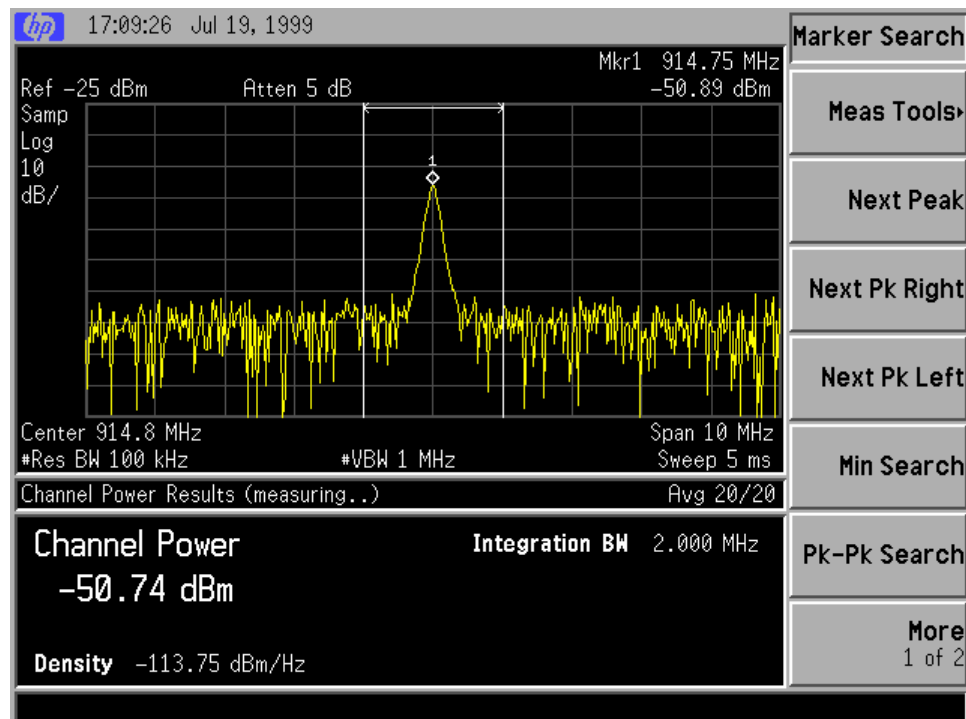 hp 17:09:26 Jul 19, 1999
Mkr1 914.75 MHz
Ref -25 dBm Atten 5 dB -50.89 dBm
Samp
Log
10
dB/
1
Center 914.8 MHz Span 10 MHz
#Res BW 100 kHz #VBW 1 MHz Sweep 5 ms
Channel Power Results (measuring..) Avg 20/20
Channel Power Integration BW 2.000 MHz
-50.74 dBm
Density -113.75 dBm/Hz
Marker Search
Meas Tools
Next Peak
Next Pk Right
Next Pk Left
Min Search
Pk-Pk Search
More
1 of 2